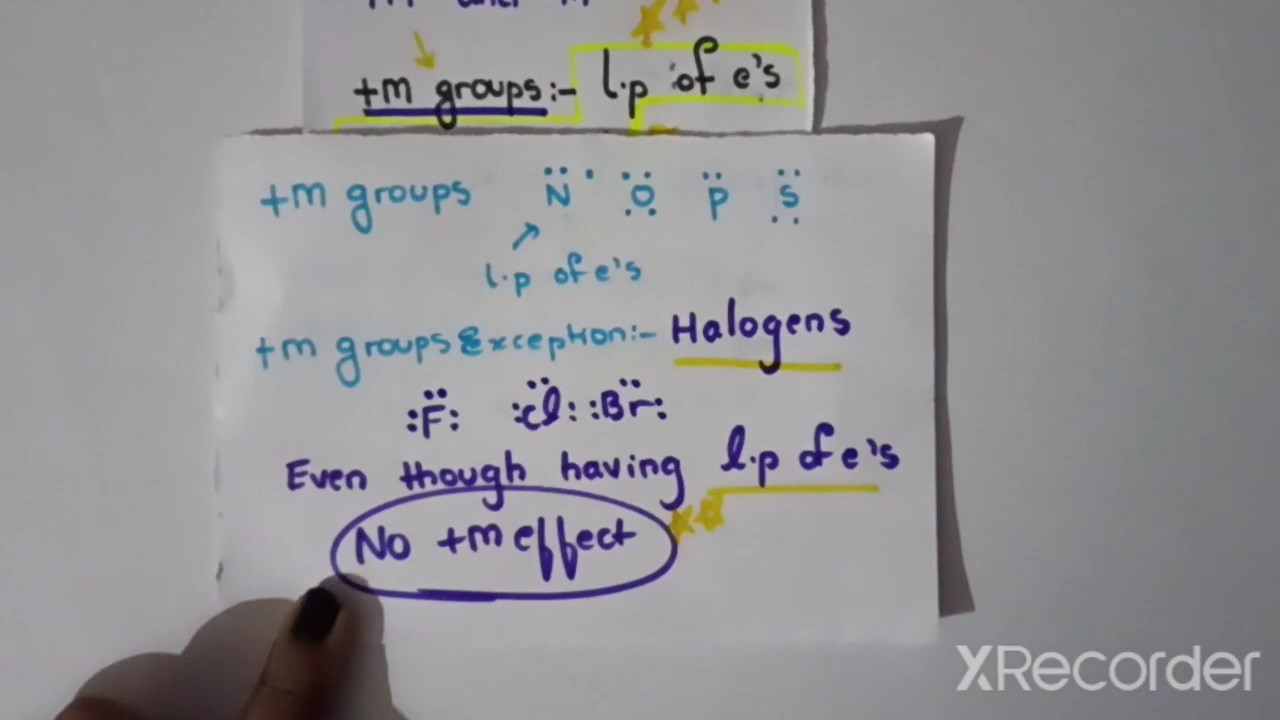 +m groups:- l.p of e's
+m groups N O P S
l.p of e's
+m groups Exception:- Halogens
:F: :Cl: :Br:
Even though having l.p of e's
No +m effect
XRecorder